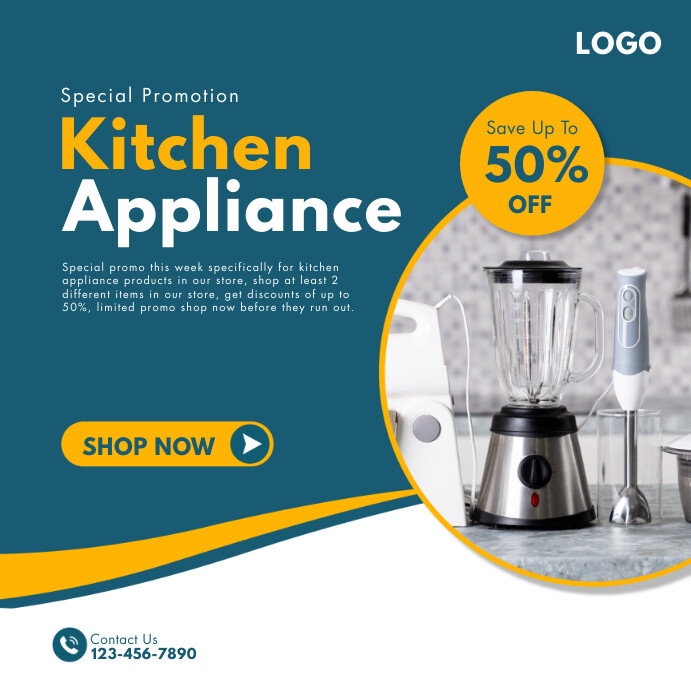 LOGO
Special Promotion
Kitchen
Appliance
Save Up To
50%
OFF
Special promo this week specifically for kitchen
appliance products in our store, shop at least 2
different items in our store, get discounts of up to
50%, limited promo shop now before they run out.
SHOP NOW
Contact Us
123-456-7890